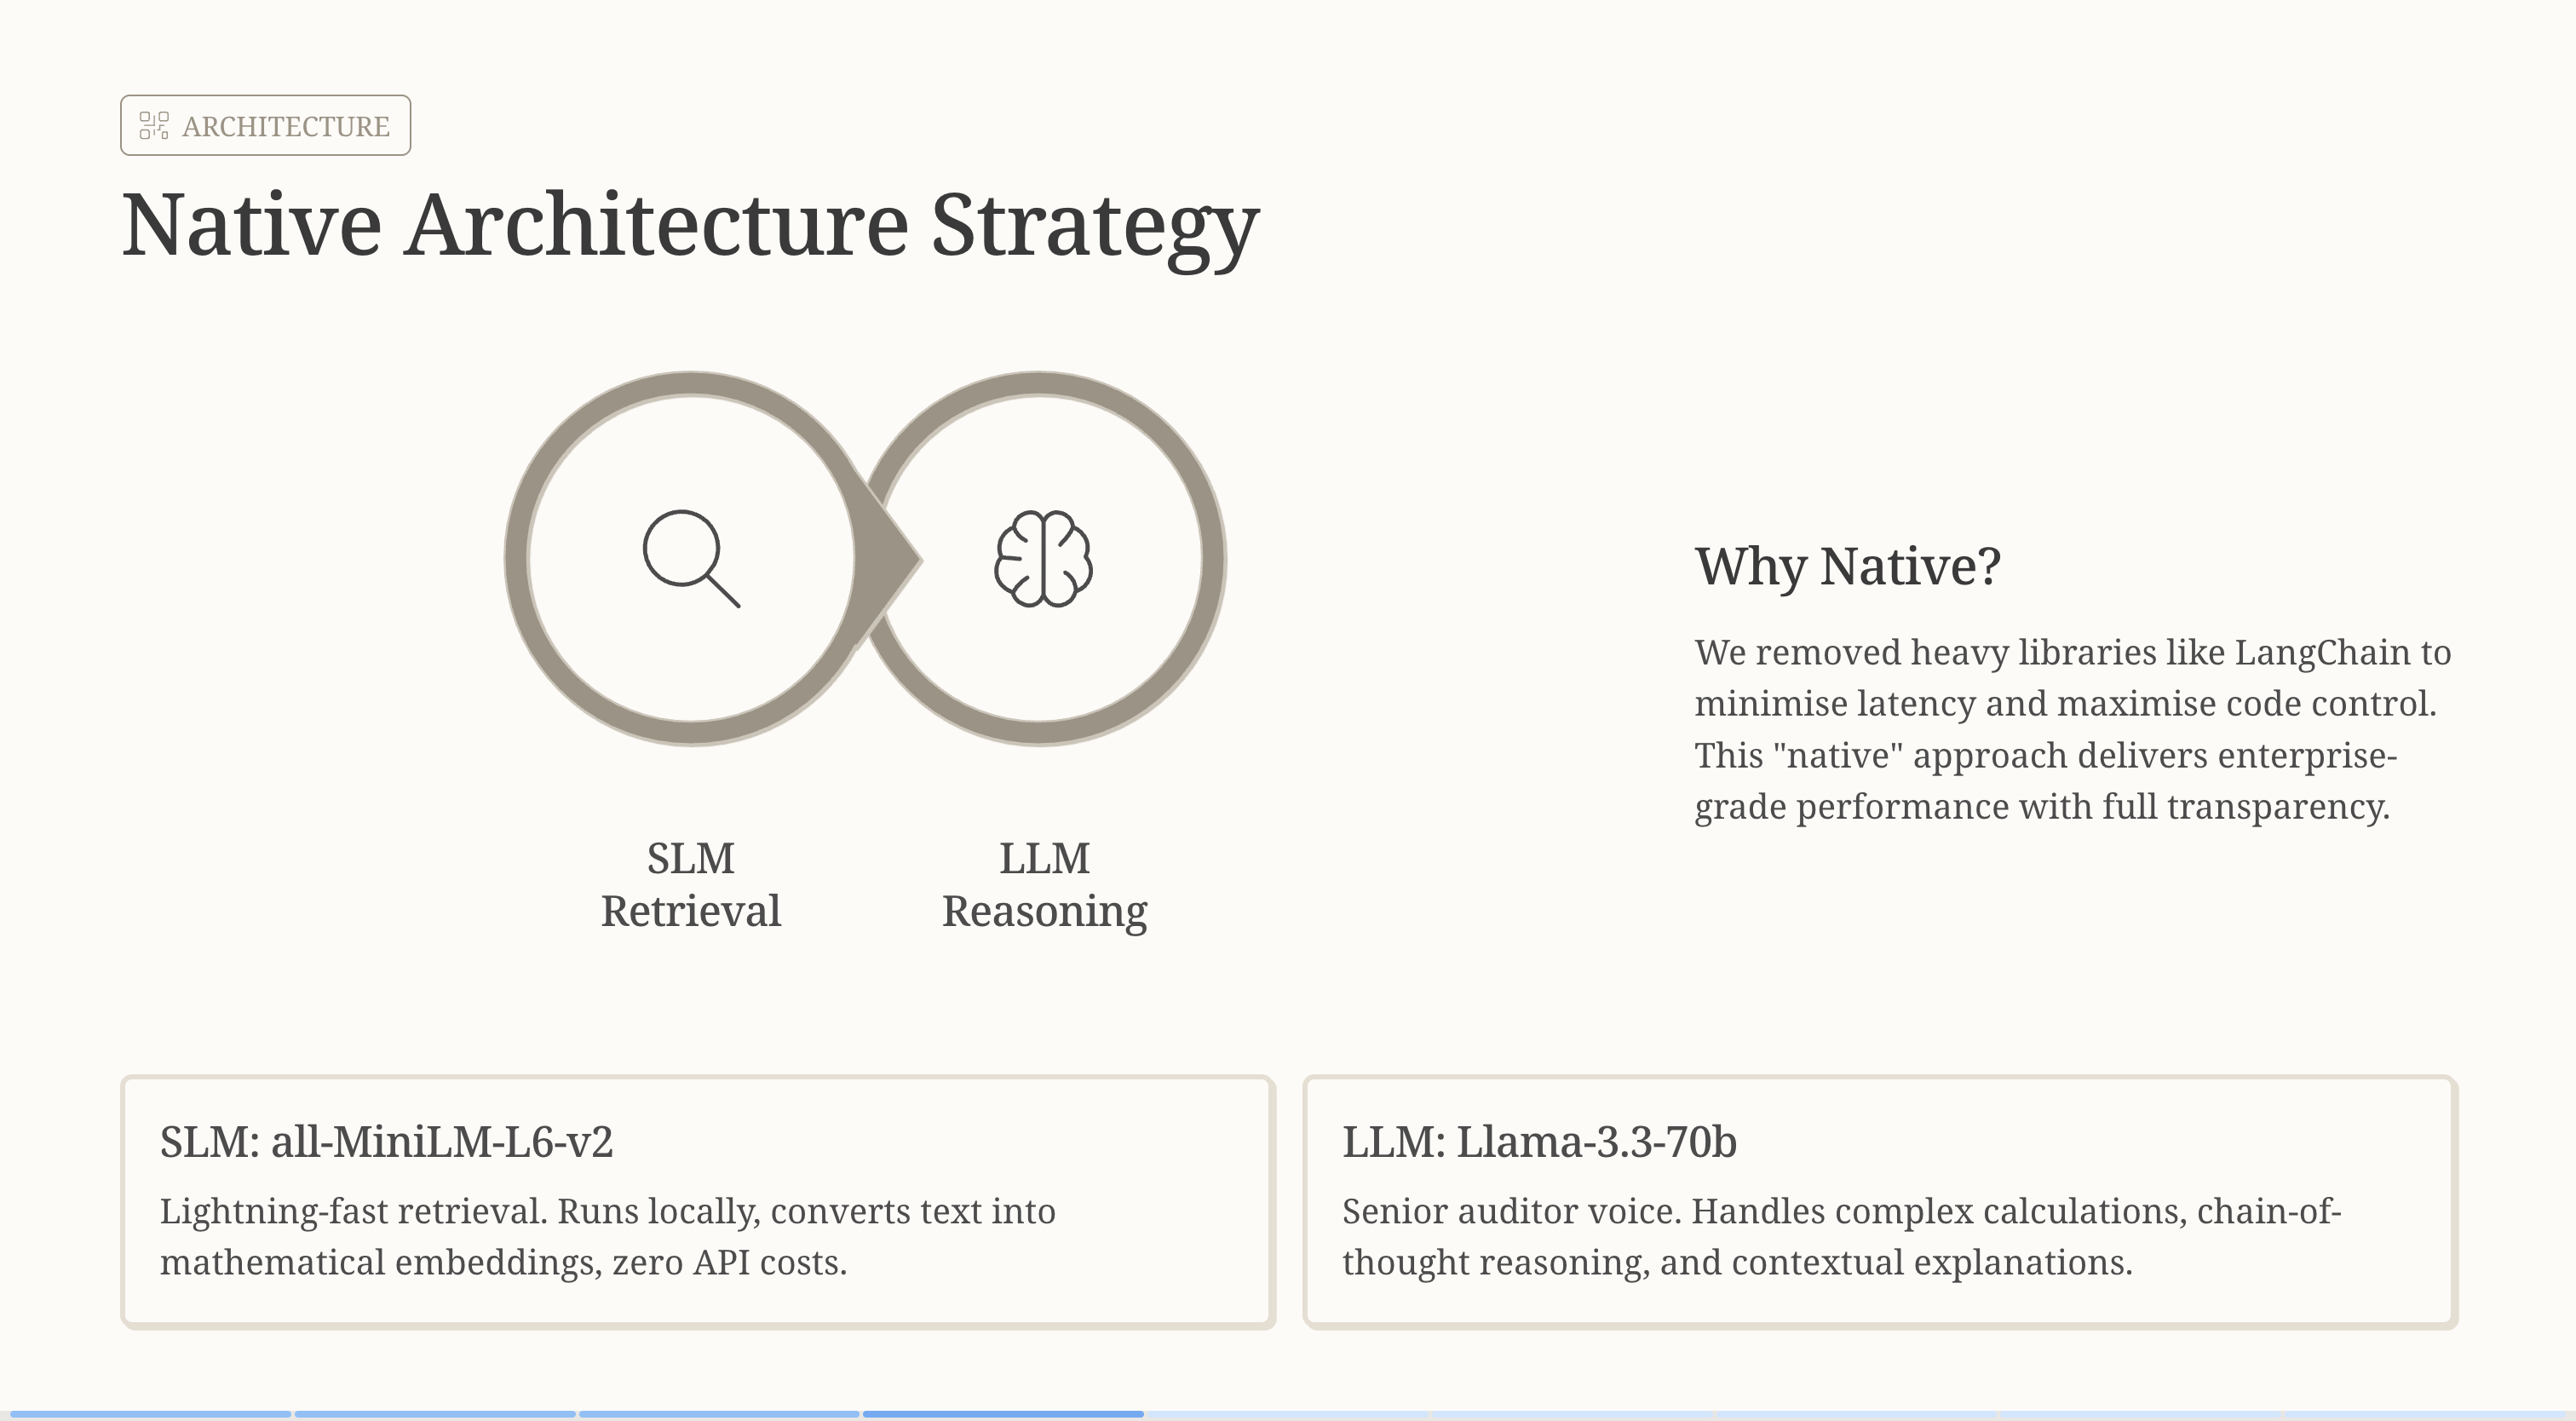 ARCHITECTURE
Native Architecture Strategy
SLM
Retrieval
LLM
Reasoning
Why Native?
We removed heavy libraries like LangChain to
minimise latency and maximise code control.
This "native" approach delivers enterprise-
grade performance with full transparency.
SLM: all-MiniLM-L6-v2
Lightning-fast retrieval. Runs locally, converts text into
mathematical embeddings, zero API costs.
LLM: Llama-3.3-70b
Senior auditor voice. Handles complex calculations, chain-of-
thought reasoning, and contextual explanations.